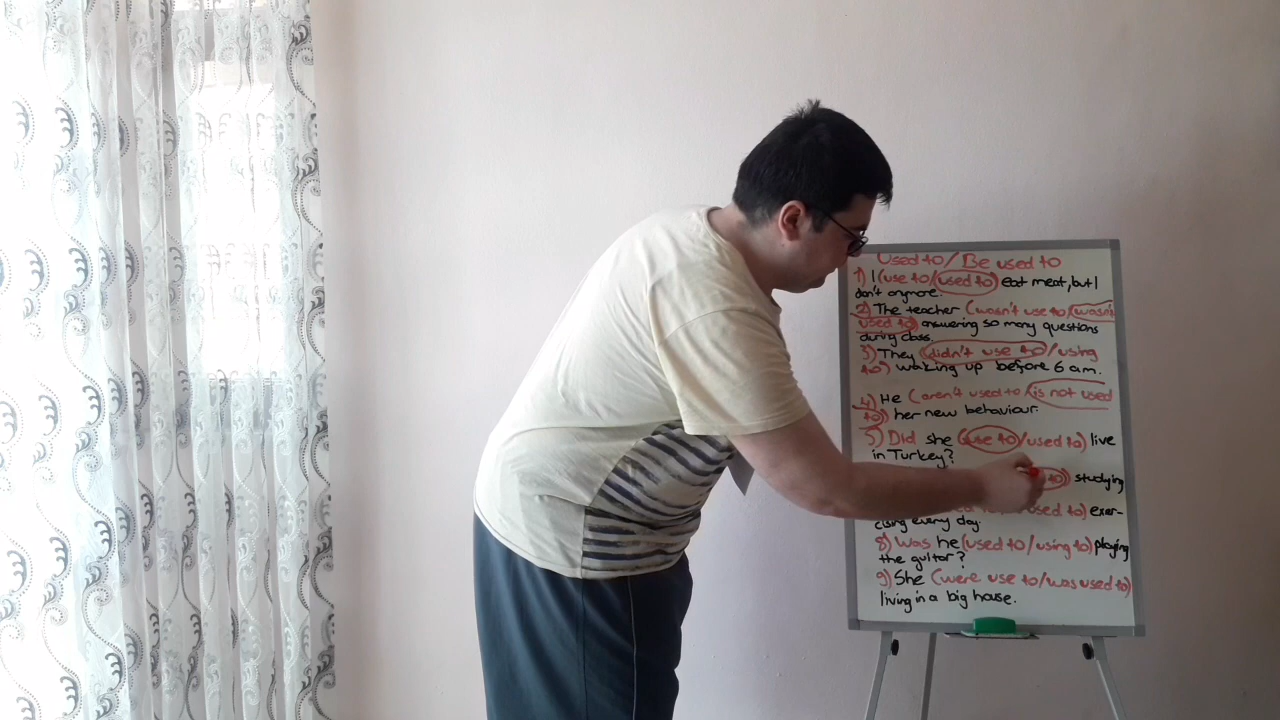 Used to/Be used to
1) I (use to/used to) eat meat, but I
don't anymore.
2) The teacher (wasn't use to/wasn't
used to) answering so many questions
during class.
3) They (didn't use to/using
to) waking up before 6 am.
4) He (aren't used to/is not used
to) her new behaviour.
5) Did she (use to/used to) live
in Turkey?
to) studying
used to) exer-
cising every day.
8) Was he (used to/using to) playing
the guitar?
9) She (were use to/was used to)
living in a big house.